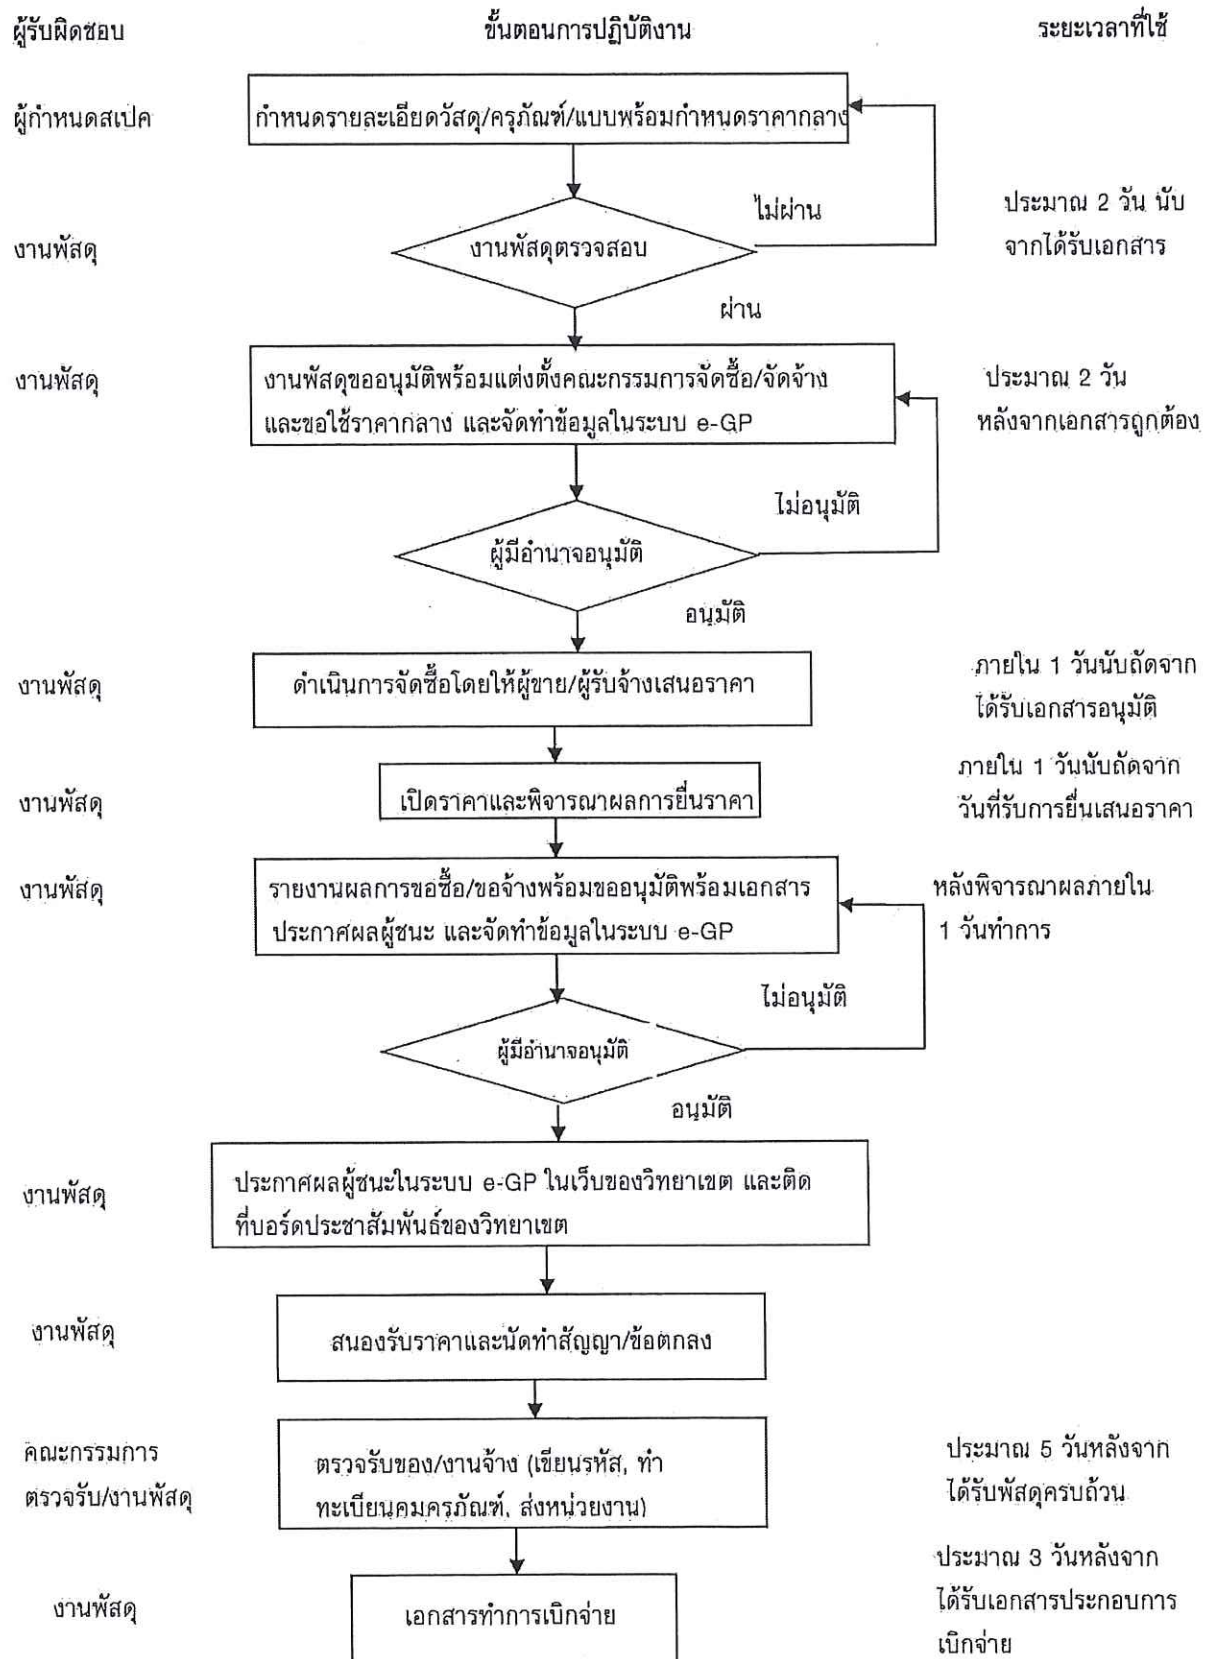 ผู้รับผิดชอบ
ขั้นตอนการปฏิบัติงาน
ระยะเวลาที่ใช้
ผู้กำหนดสเปค
กำหนดรายละเอียดวัสดุ/ครุภัณฑ์/แบบพร้อมกำหนดราคากลาง
ไม่ผ่าน
งานพัสดุ
งานพัสดุตรวจสอบ
ประมาณ 2 วัน นับ
จากได้รับเอกสาร
ผ่าน
งานพัสดุ
งานพัสดุขออนุมัติพร้อมแต่งตั้งคณะกรรมการจัดซื้อ/จัดจ้าง
และขอใช้ราคากลาง และจัดทำข้อมูลในระบบ e-GP
ประมาณ 2 วัน
หลังจากเอกสารถูกต้อง
ไม่อนุมัติ
ผู้มีอำนาจอนุมัติ
อนุมัติ
งานพัสดุ
ดำเนินการจัดซื้อโดยให้ผู้ขาย/ผู้รับจ้างเสนอราคา
ภายใน 1 วันนับถัดจาก
ได้รับเอกสารอนุมัติ
งานพัสดุ
เปิดราคาและพิจารณาผลการยื่นราคา
ภายใน 1 วันนับถัดจาก
วันที่รับการยื่นเสนอราคา
งานพัสดุ
รายงานผลการขอซื้อ/ขอจ้างพร้อมขออนุมัติพร้อมเอกสาร
ประกาศผลผู้ชนะ และจัดทำข้อมูลในระบบ e-GP
หลังพิจารณาผลภายใน
1 วันทำการ
ไม่อนุมัติ
ผู้มีอำนาจอนุมัติ
อนุมัติ
งานพัสดุ
ประกาศผลผู้ชนะในระบบ e-GP ในเว็บของวิทยาเขต และติด
ที่บอร์ดประชาสัมพันธ์ของวิทยาเขต
งานพัสดุ
สนองรับราคาและนัดทำสัญญา/ข้อตกลง
คณะกรรมการ
ตรวจรับ/งานพัสดุ
ตรวจรับของ/งานจ้าง (เขียนรหัส, ทำ
ทะเบียนคุมครุภัณฑ์, ส่งหน่วยงาน)
ประมาณ 5 วันหลังจาก
ได้รับพัสดุครบถ้วน
งานพัสดุ
เอกสารทำการเบิกจ่าย
ประมาณ 3 วันหลังจาก
ได้รับเอกสารประกอบการ
เบิกจ่าย